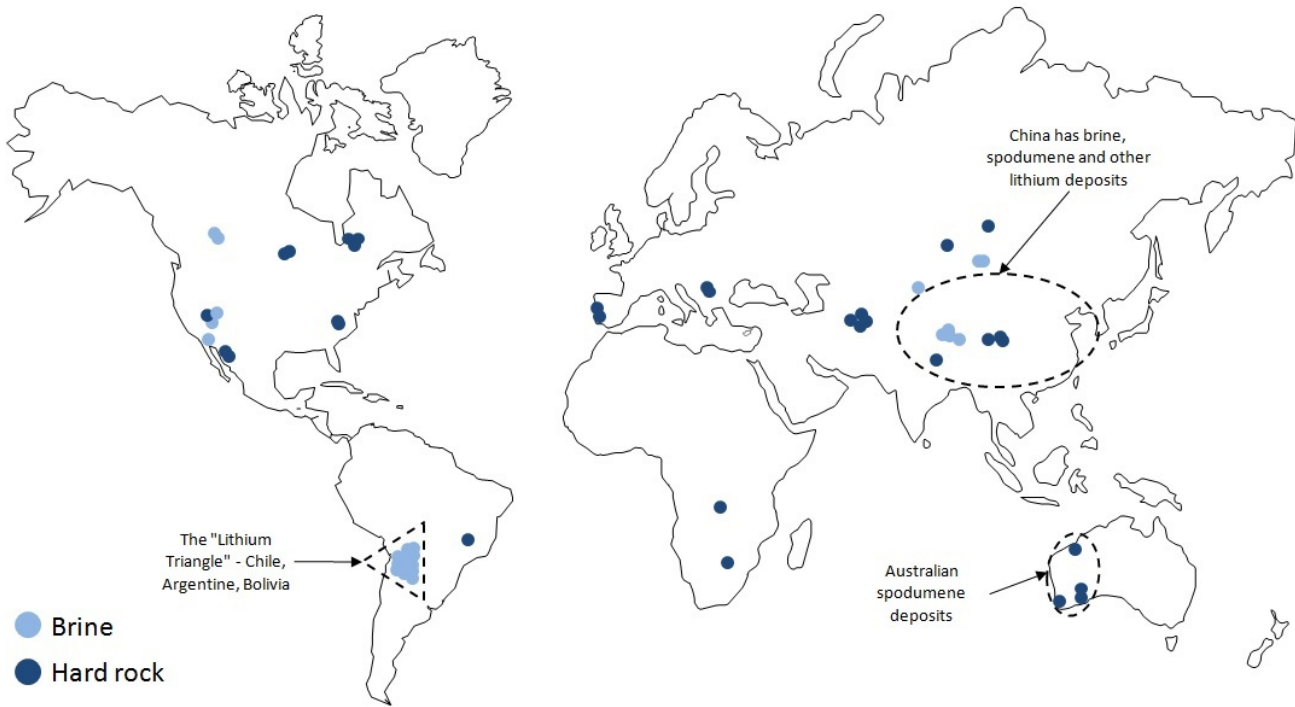 China has brine,
spodumene and other
lithium deposits
The "Lithium
Triangle" - Chile,
Argentine, Bolivia
Australian
spodumene
deposits
Brine
Hard rock